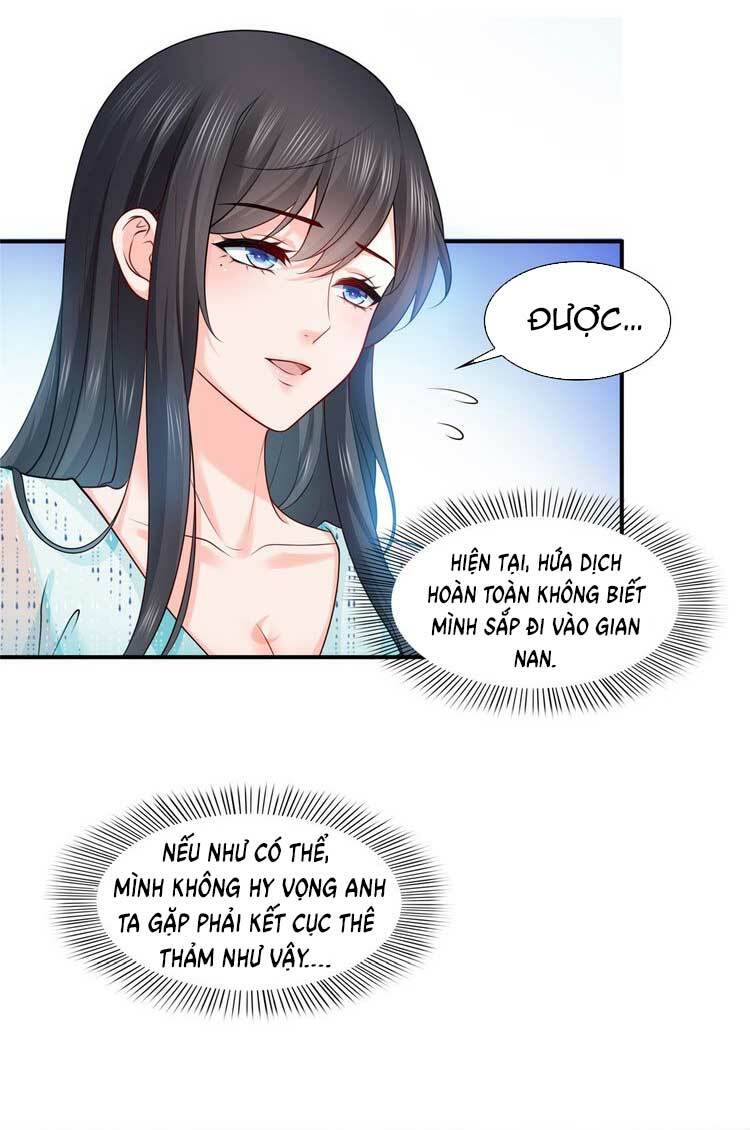 ĐƯỢC...
HIỆN TẠI, HỨA DỊCH
HOÀN TOÀN KHÔNG BIẾT
MÌNH SẮP ĐI VÀO GIAN
NAN.
NẾU NHƯ CÓ THỂ,
MÌNH KHÔNG HY VỌNG ANH
TA GẶP PHẢI KẾT CỤC THÊ
THẢM NHƯ VẬY....